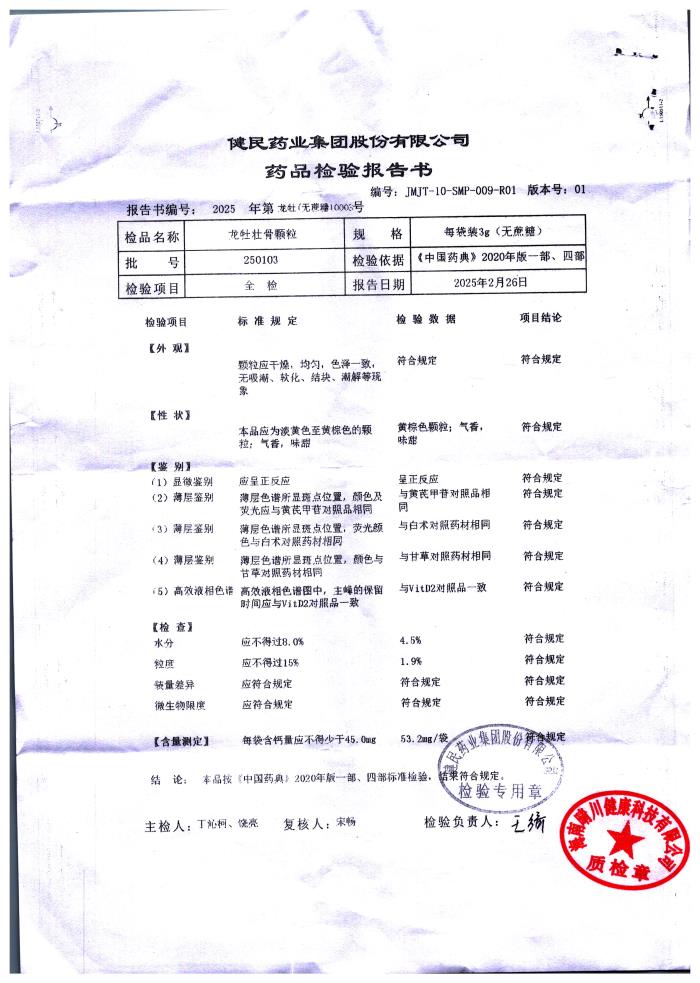 健民药业集团股份有限公司
药品检验报告书
编号：JMJT-10-SMP-009-R01 版本号：01
报告书编号： 2025 年第 龙牡(无蔗糖)0003号
检品名称 龙牡壮骨颗粒 规 格 每袋装3g（无蔗糖）
批 号 250103 检验依据 《中国药典》2020年版一部、四部
检验项目 全 检 报告日期 2025年2月26日
检验项目 标 准 规 定 检 验 数 据 项目结论
【外 观】
颗粒应干燥，均匀，色泽一致， 符合规定 符合规定
无吸潮、软化、结块、潮解等现
象
【性 状】
本品应为淡黄色至黄棕色的颗 黄棕色颗粒；气香， 符合规定
粒；气香，味甜 味甜
【鉴 别】
（1）显微鉴别 应呈正反应 呈正反应 符合规定
（2）薄层鉴别 薄层色谱所显斑点位置，颜色及 与黄芪甲苷对照品相 符合规定
荧光应与黄芪甲苷对照品相同 同
（3）薄层鉴别 薄层色谱所显斑点位置，荧光颜 与白术对照药材相同 符合规定
色与白术对照药材相同
（4）薄层鉴别 薄层色谱所显斑点位置，颜色与 与甘草对照药材相同 符合规定
甘草对照药材相同
（5）高效液相色谱 高效液相色谱图中，主峰的保留 与VitD2对照品一致 符合规定
时间应与VitD2对照品一致
【检 查】
水分 应不得过8.0% 4.5% 符合规定
粒度 应不得过15% 1.9% 符合规定
装量差异 应符合规定 符合规定 符合规定
微生物限度 应符合规定 符合规定 符合规定
【含量测定】 每袋含钙量应不得少于45.0mg 53.2mg/袋 符合规定
结 论： 本品按《中国药典》2020年版一部、四部标准检验，结果符合规定。
健民药业集团股份有限公司
检验专用章
主检人：丁沁柯、饶亮 复核人：宋畅 检验负责人：王绮
康科技有限公司
质检章